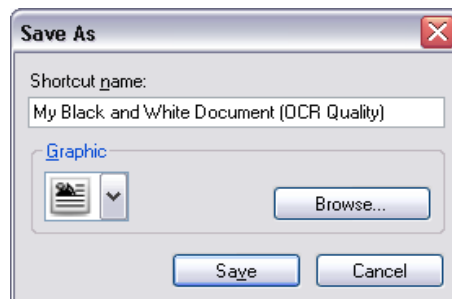 Save As
Shortcut name:
My Black and White Document (OCR Quality)
Graphic
Browse...
Save
Cancel